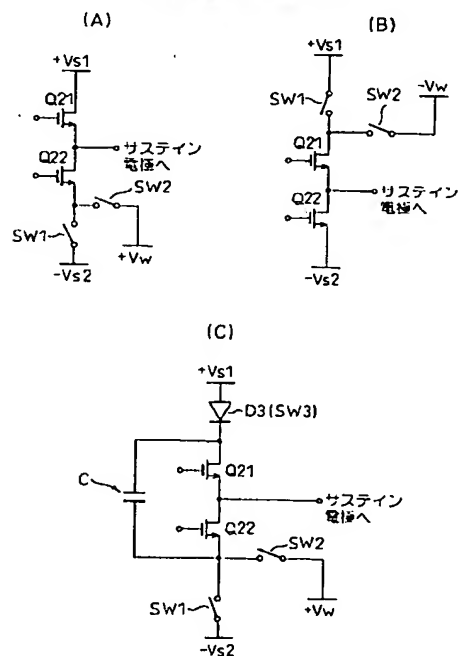 (A)
+Vs1
Q21
Q22
サステイン
電極へ
SW2
SW1
+Vw
-Vs2
(B)
+Vs1
-Vw
SW1
SW2
Q21
Q22
サステイン
電極へ
-Vs2
(C)
+Vs1
D3(SW3)
C
Q21
サステイン
電極へ
Q22
SW2
SW1
+Vw
-Vs2